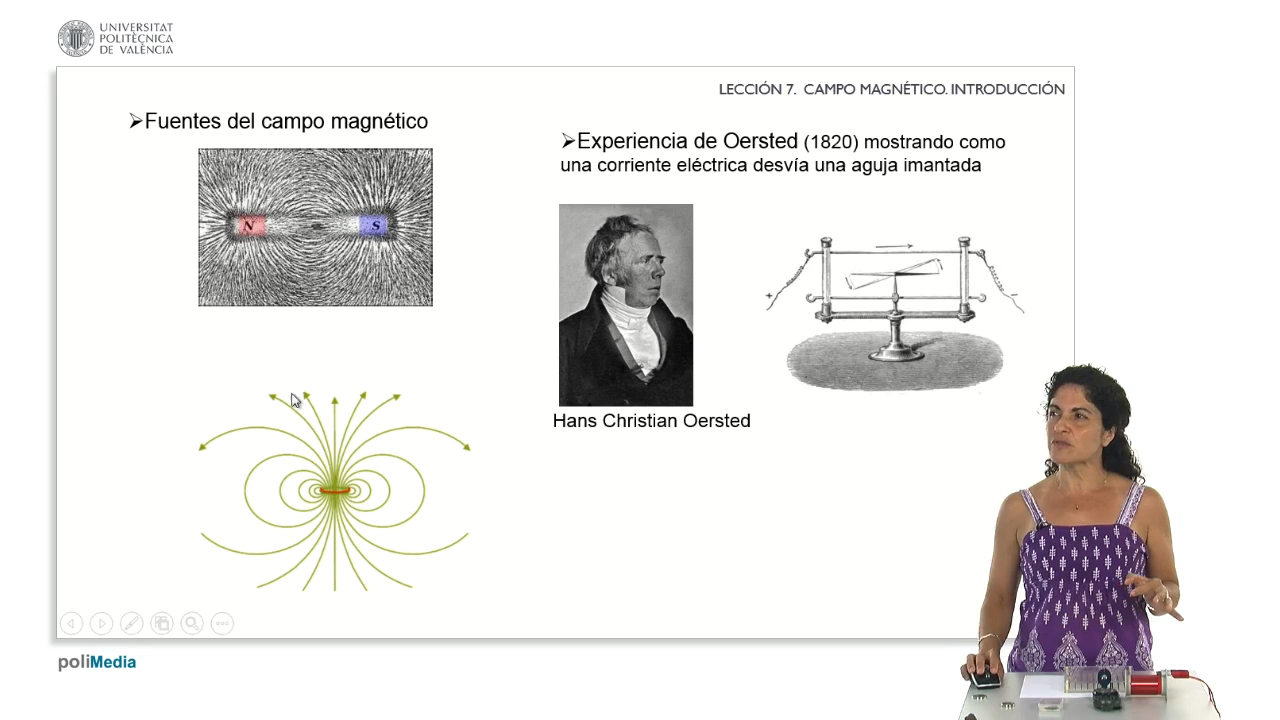 UNIVERSITAT
POLITÈCNICA
DE VALÈNCIA
LECCIÓN 7. CAMPO MAGNÉTICO. INTRODUCCIÓN
➢Fuentes del campo magnético
N S
➢Experiencia de Oersted (1820) mostrando como
una corriente eléctrica desvía una aguja imantada
+ −
Hans Christian Oersted
poliMedia